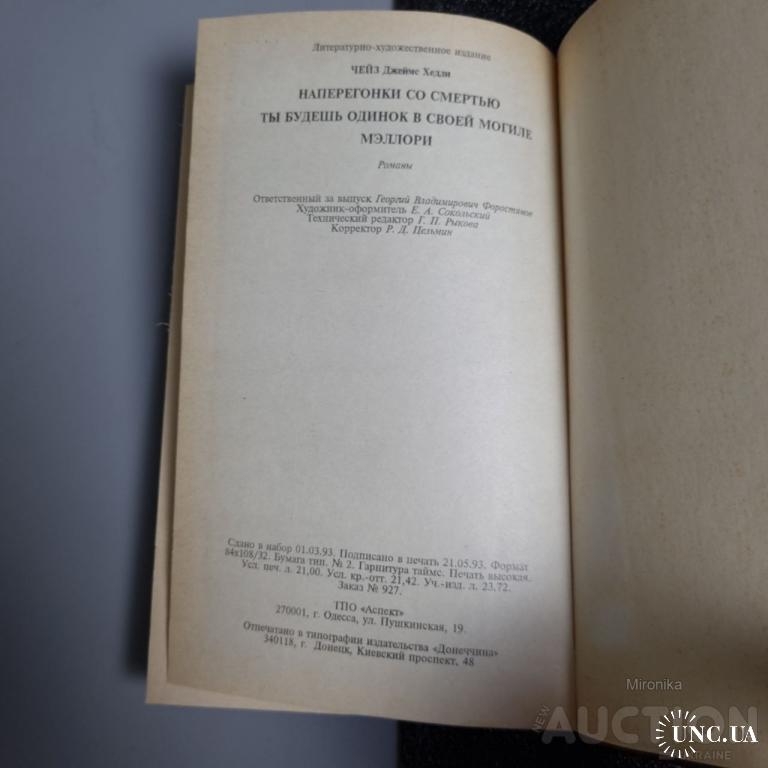 Литературно-художественное издание
ЧЕЙЗ Джеймс Хедли
НАПЕРЕГОНКИ СО СМЕРТЬЮ
ТЫ БУДЕШЬ ОДИНОК В СВОЕЙ МОГИЛЕ
МЭЛЛОРИ
Романы
Ответственный за выпуск Георгий Владимирович Форостянов
Художник-оформитель Е. А. Сокольский
Технический редактор Г. П. Рыкова
Корректор Р. Д. Цельмин
Сдано в набор 01.03.93. Подписано в печать 21.05.93. Формат
84х108/32. Бумага тип. № 2. Гарнитура таймс. Печать высокая.
Усл. печ. л. 21,00. Усл. кр.-отт. 21,42. Уч.-изд. л. 23,72.
Заказ № 927.
ТПО «Аспект»
270001, г. Одесса, ул. Пушкинская, 19.
Отпечатано в типографии издательства «Донеччина»
340118, г. Донецк, Киевский проспект, 48
Mironika
NEW AUCTION
UNC.UA
UKRAINE